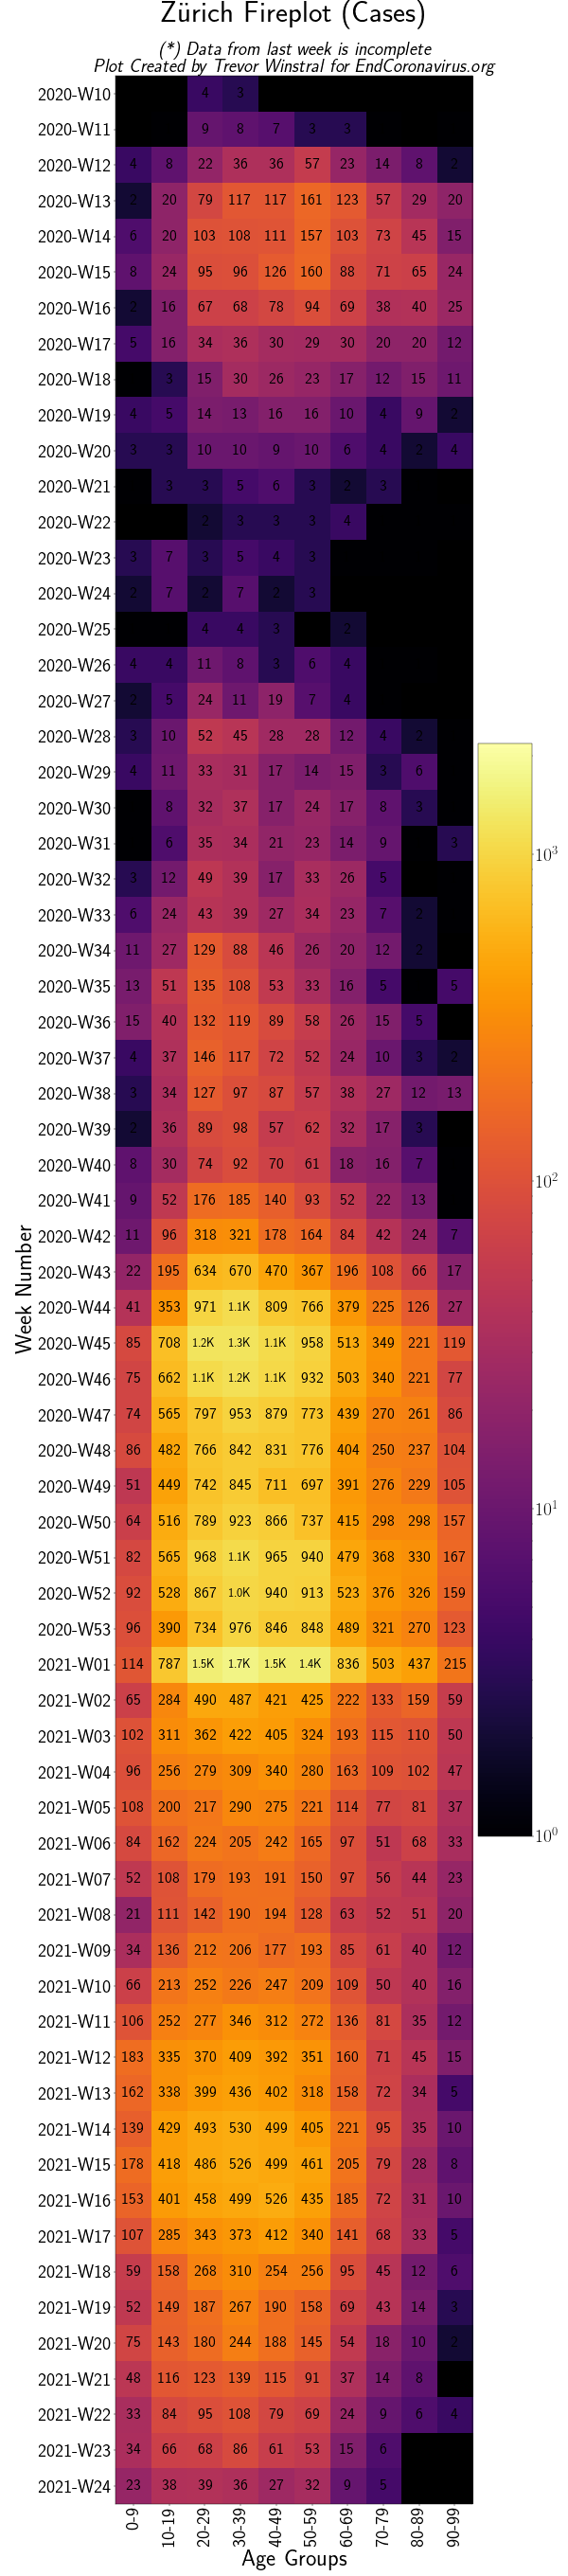 Zürich Fireplot (Cases)
(*) Data from last week is incomplete
Plot Created by Trevor Winstral for EndCoronavirus.org
2020-W10 4 3
2020-W11 9 8 7 3 3
2020-W12 4 8 22 36 36 57 23 14 8 2
2020-W13 2 20 79 117 117 161 123 57 29 20
2020-W14 6 20 103 108 111 157 103 73 45 15
2020-W15 8 24 95 96 126 160 88 71 65 24
2020-W16 2 16 67 68 78 94 69 38 40 25
2020-W17 5 16 34 36 30 29 30 20 20 12
2020-W18 3 15 30 26 23 17 12 15 11
2020-W19 4 5 14 13 16 16 10 4 9 2
2020-W20 3 3 10 10 9 10 6 4 2 4
2020-W21 3 3 5 6 3 2 3
2020-W22 2 3 3 3 4
2020-W23 3 7 3 5 4 3
2020-W24 2 7 2 7 2 3
2020-W25 4 4 3 2
2020-W26 4 4 11 8 3 6 4
2020-W27 2 5 24 11 19 7 4
2020-W28 3 10 52 45 28 28 12 4 2
2020-W29 4 11 33 31 17 14 15 3 6
2020-W30 8 32 37 17 24 17 8 3
2020-W31 6 35 34 21 23 14 9 3
2020-W32 3 12 49 39 17 33 26 5
2020-W33 6 24 43 39 27 34 23 7 2
2020-W34 11 27 129 88 46 26 20 12 2
2020-W35 13 51 135 108 53 33 16 5 5
2020-W36 15 40 132 119 89 58 26 15 5
2020-W37 4 37 146 117 72 52 24 10 3 2
2020-W38 3 34 127 97 87 57 38 27 12 13
2020-W39 2 36 89 98 57 62 32 17 3
2020-W40 8 30 74 92 70 61 18 16 7
2020-W41 9 52 176 185 140 93 52 22 13
2020-W42 11 96 318 321 178 164 84 42 24 7
2020-W43 22 195 634 670 470 367 196 108 66 17
2020-W44 41 353 971 1.1K 809 766 379 225 126 27
2020-W45 85 708 1.2K 1.3K 1.1K 958 513 349 221 119
2020-W46 75 662 1.1K 1.2K 1.1K 932 503 340 221 77
2020-W47 74 565 797 953 879 773 439 270 261 86
2020-W48 86 482 766 842 831 776 404 250 237 104
2020-W49 51 449 742 845 711 697 391 276 229 105
2020-W50 64 516 789 923 866 737 415 298 298 157
2020-W51 82 565 968 1.1K 965 940 479 368 330 167
2020-W52 92 528 867 1.0K 940 913 523 376 326 159
2020-W53 96 390 734 976 846 848 489 321 270 123
2021-W01 114 787 1.5K 1.7K 1.5K 1.4K 836 503 437 215
2021-W02 65 284 490 487 421 425 222 133 159 59
2021-W03 102 311 362 422 405 324 193 115 110 50
2021-W04 96 256 279 309 340 280 163 109 102 47
2021-W05 108 200 217 290 275 221 114 77 81 37
2021-W06 84 162 224 205 242 165 97 51 68 33
2021-W07 52 108 179 193 191 150 97 56 44 23
2021-W08 21 111 142 190 194 128 63 52 51 20
2021-W09 34 136 212 206 177 193 85 61 40 12
2021-W10 66 213 252 226 247 209 109 50 40 16
2021-W11 106 252 277 346 312 272 136 81 35 12
2021-W12 183 335 370 409 392 351 160 71 45 15
2021-W13 162 338 399 436 402 318 158 72 34 5
2021-W14 139 429 493 530 499 405 221 95 35 10
2021-W15 178 418 486 526 499 461 205 79 28 8
2021-W16 153 401 458 499 526 435 185 72 31 10
2021-W17 107 285 343 373 412 340 141 68 33 5
2021-W18 59 158 268 310 254 256 95 45 12 6
2021-W19 52 149 187 267 190 158 69 43 14 3
2021-W20 75 143 180 244 188 145 54 18 10 2
2021-W21 48 116 123 139 115 91 37 14 8
2021-W22 33 84 95 108 79 69 24 9 6 4
2021-W23 34 66 68 86 61 53 15 6
2021-W24 23 38 39 36 27 32 9 5
0-9 10-19 20-29 30-39 40-49 50-59 60-69 70-79 80-89 90-99
Age Groups
Week Number
10³
10²
10¹
10⁰